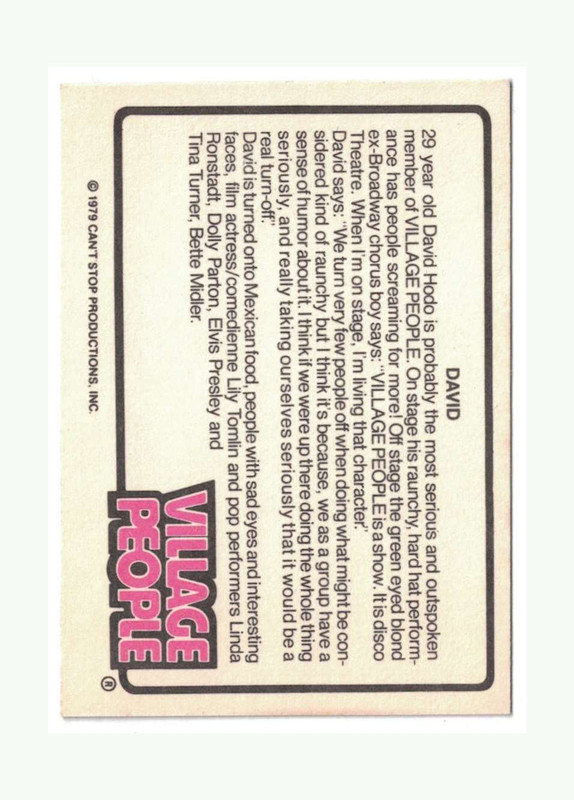 DAVID
29 year old David Hodo is probably the most serious and outspoken
member of VILLAGE PEOPLE. On stage his raunchy, hard hat perform-
ance has people screaming for more! Off stage the green eyed blond
ex-Broadway chorus boy says: "VILLAGE PEOPLE is a show. It is disco
Theatre. When I'm on stage, I'm living that character."
David says: "We turn very few people off when doing what might be con-
sidered kind of raunchy but I think it's because, we as a group have a
sense of humor about it. I think if we were up there doing the whole thing
seriously, and really taking ourselves seriously that it would be a
real turn-off."
David is turned onto Mexican food, people with sad eyes and interesting
faces, film actress/comedienne Lily Tomlin and pop performers Linda
Ronstadt, Dolly Parton, Elvis Presley and
Tina Turner, Bette Midler.
VILLAGE
PEOPLE
®
© 1979 CAN'T STOP PRODUCTIONS, INC.